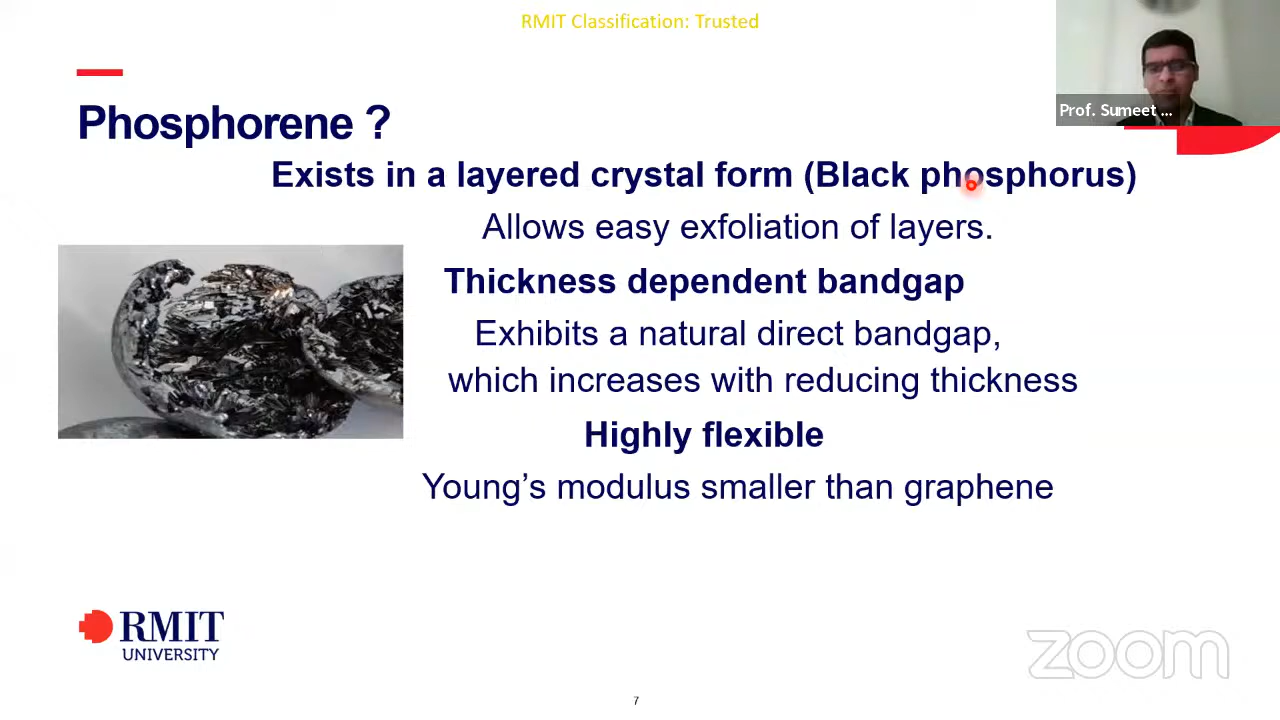 RMIT Classification: Trusted
Prof. Sumeet ...
Phosphorene ?
Exists in a layered crystal form (Black phosphorus)
Allows easy exfoliation of layers.
Thickness dependent bandgap
Exhibits a natural direct bandgap,
which increases with reducing thickness
Highly flexible
Young’s modulus smaller than graphene
RMIT
UNIVERSITY
zoom
7